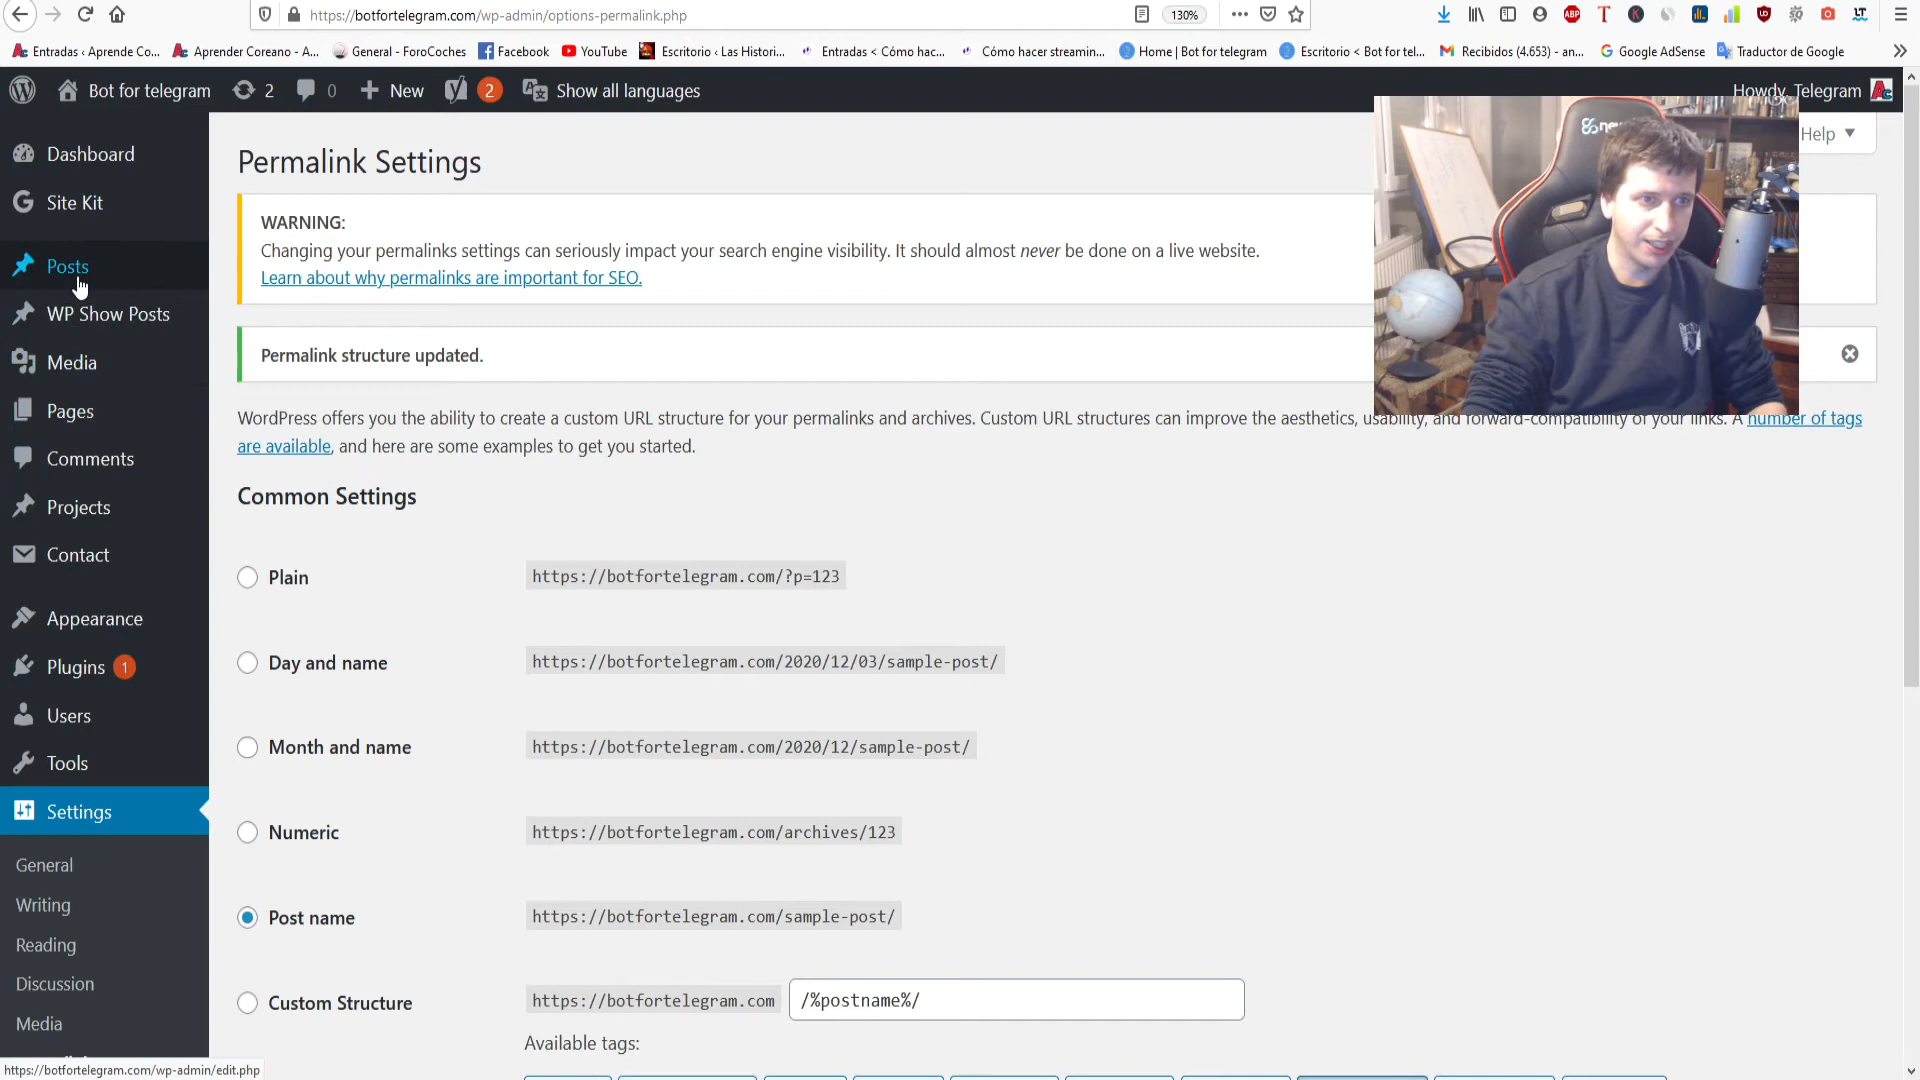 https://botfortelegram.com/wp-admin/options-permalink.php
130%
Entradas ‹ Aprende Co...
Aprender Coreano - A...
General - ForoCoches
Facebook
YouTube
Escritorio ‹ Las Histori...
Entradas < Cómo hac...
Cómo hacer streamin...
Home | Bot for telegram
Escritorio < Bot for tel...
Recibidos (4.653) - an...
Google AdSense
Traductor de Google
Bot for telegram
2
0
New
2
Show all languages
Howdy, Telegram
Help
Dashboard
Site Kit
Posts
WP Show Posts
Media
Pages
Comments
Projects
Contact
Appearance
Plugins 1
Users
Tools
Settings
General
Writing
Reading
Discussion
Media
https://botfortelegram.com/wp-admin/edit.php
Permalink Settings
WARNING:
Changing your permalinks settings can seriously impact your search engine visibility. It should almost never be done on a live website.
Learn about why permalinks are important for SEO.
Permalink structure updated.
WordPress offers you the ability to create a custom URL structure for your permalinks and archives. Custom URL structures can improve the aesthetics, usability, and forward-compatibility of your links. A number of tags
are available, and here are some examples to get you started.
Common Settings
Plain
https://botfortelegram.com/?p=123
Day and name
https://botfortelegram.com/2020/12/03/sample-post/
Month and name
https://botfortelegram.com/2020/12/sample-post/
Numeric
https://botfortelegram.com/archives/123
Post name
https://botfortelegram.com/sample-post/
Custom Structure
https://botfortelegram.com
/%postname%/
Available tags: